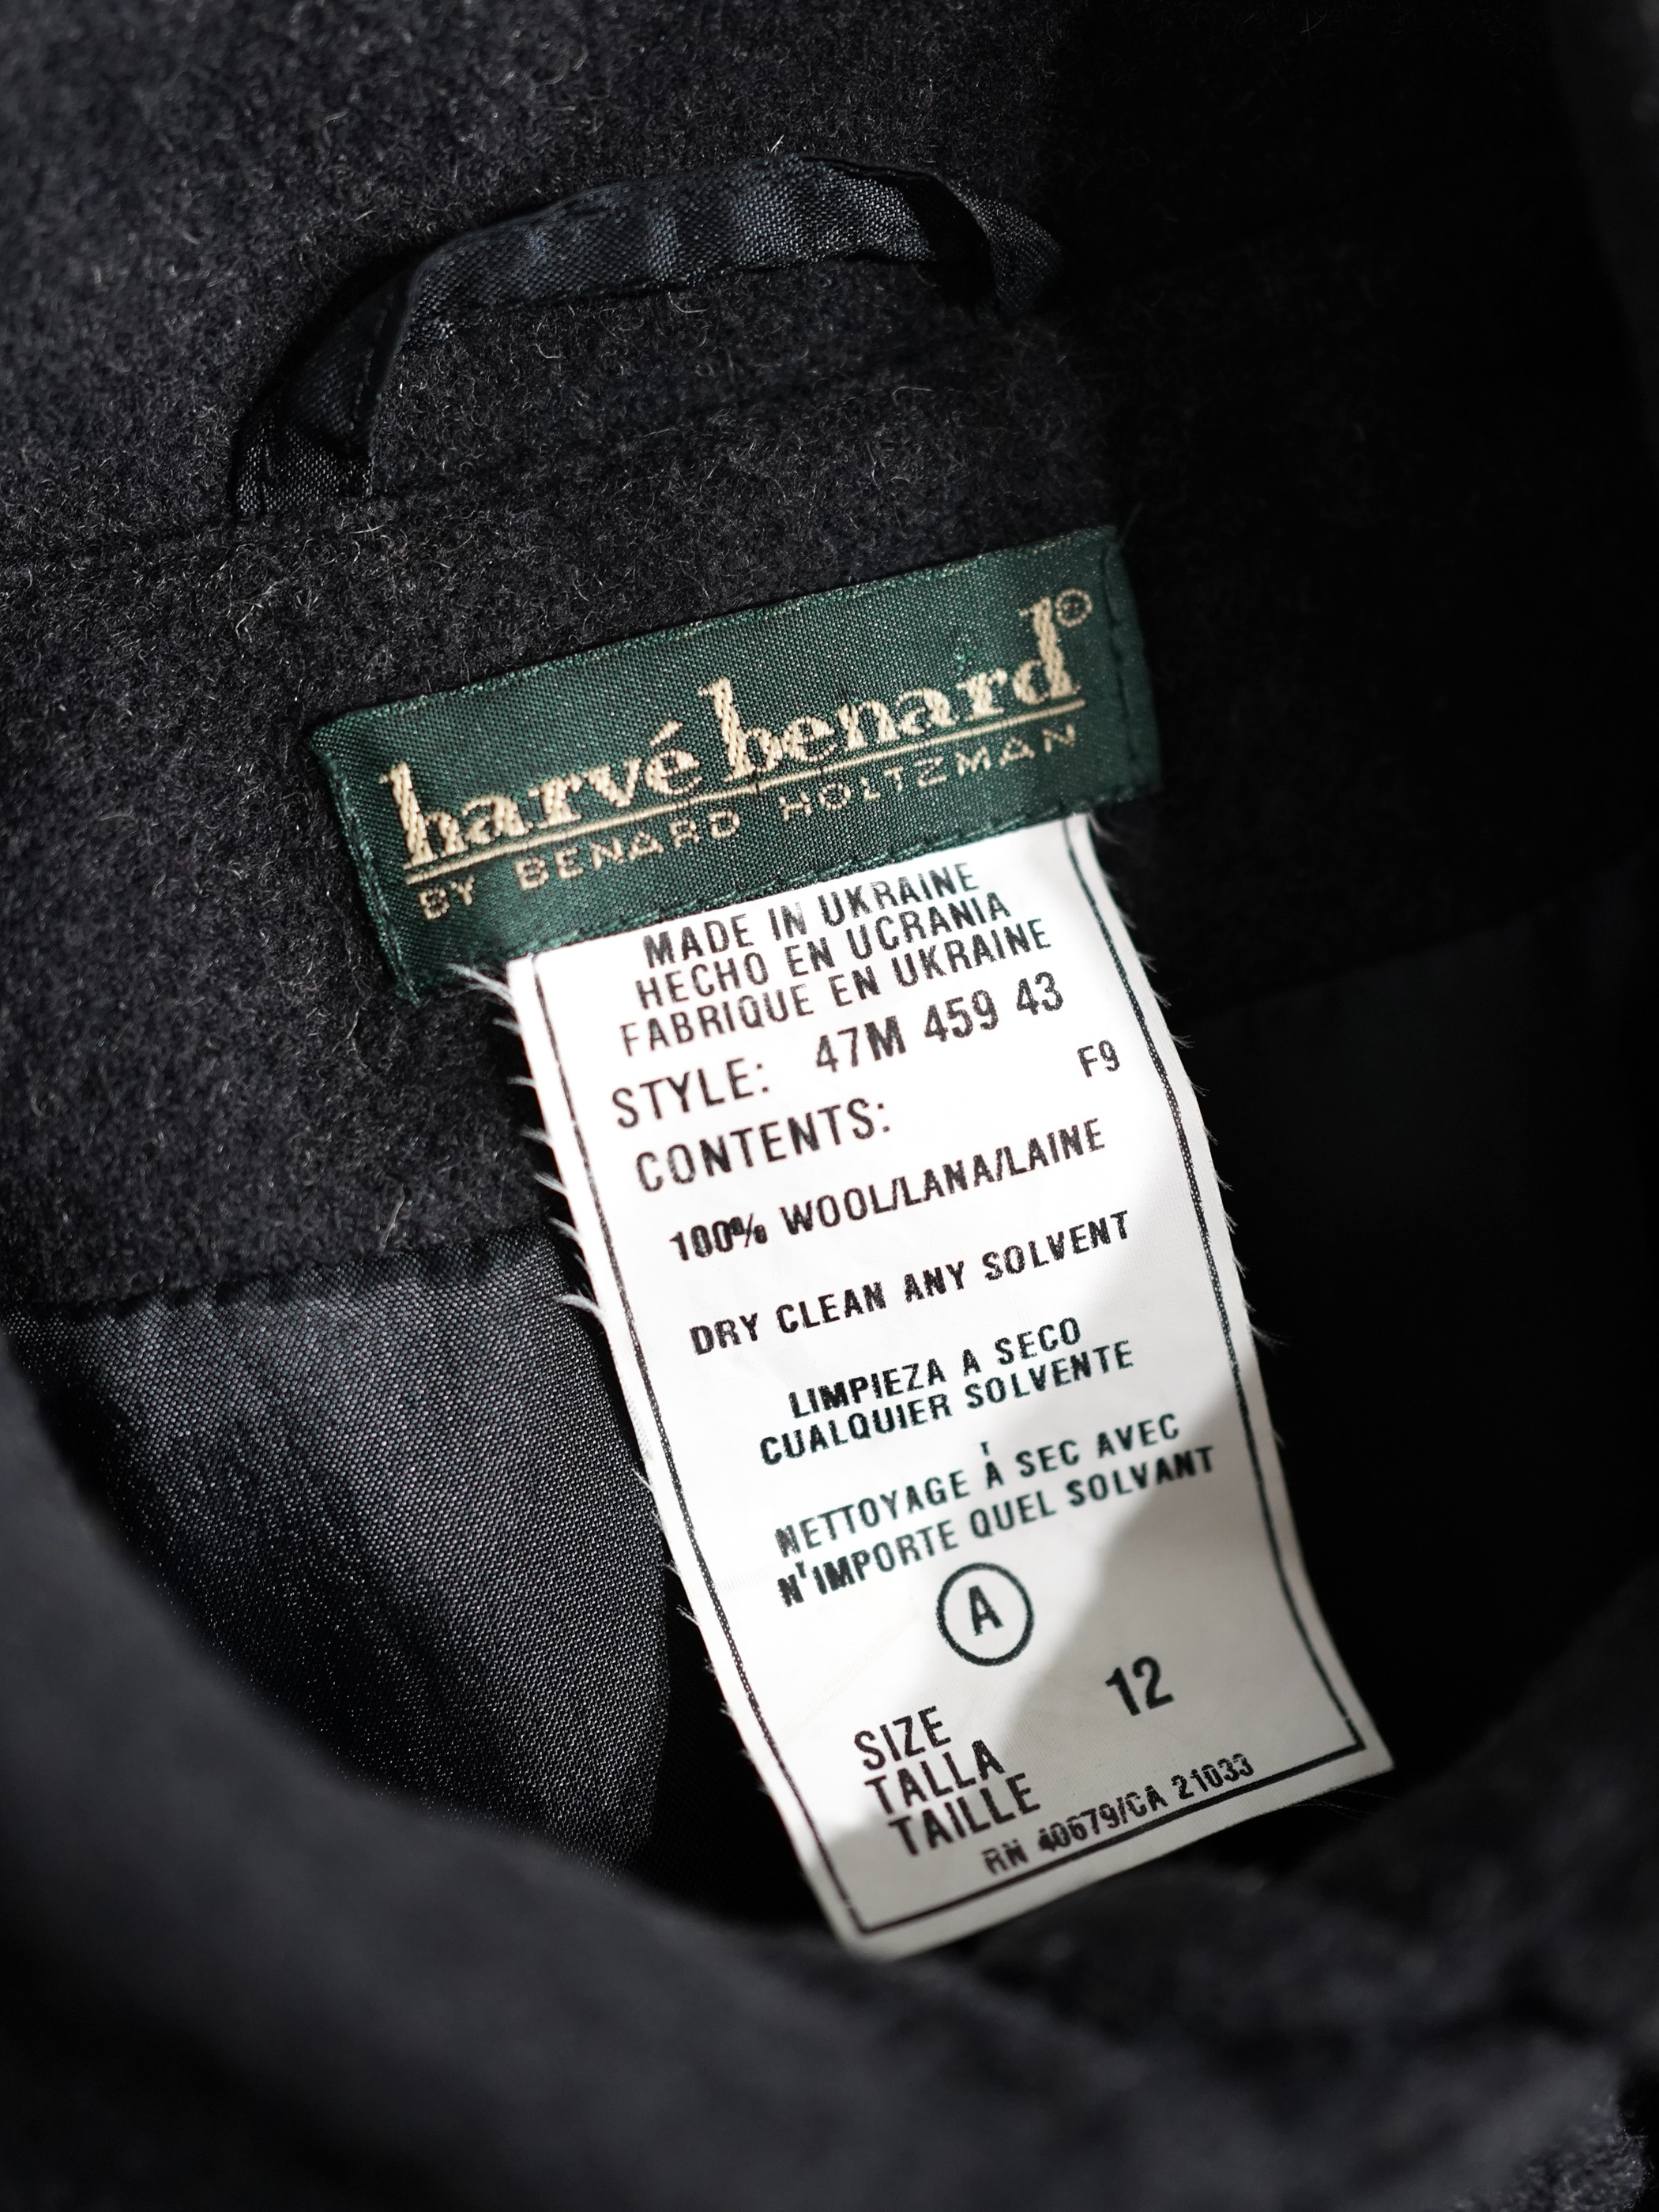 harvé benard®
BY BENARD HOLTZMAN
MADE IN UKRAINE
HECHO EN UCRANIA
FABRIQUE EN UKRAINE
STYLE: 47M 459 43
F9
CONTENTS:
100% WOOL/LANA/LAINE
DRY CLEAN ANY SOLVENT
LIMPIEZA A SECO
CUALQUIER SOLVENTE
NETTOYAGE À SEC AVEC
N'IMPORTE QUEL SOLVANT
A
SIZE 12
TALLA
TAILLE
RN 40679/CA 21033